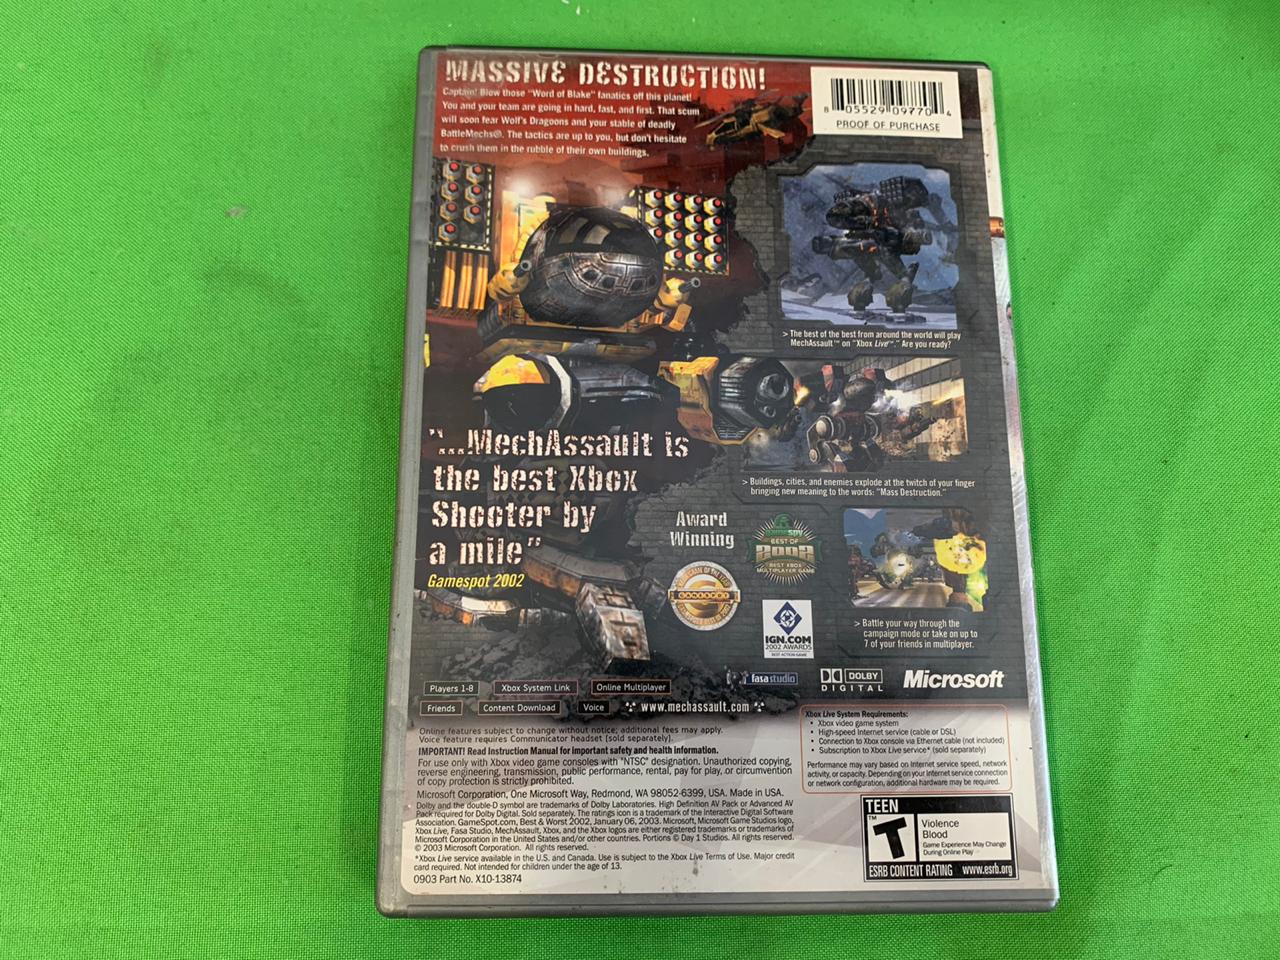 MASSIVE DESTRUCTION!
Captain! Blow those "Word of Blake" fanatics off this planet!
You and your team are going in hard, fast, and first. That scum
will soon fear Wolf's Dragoons and your stable of deadly
BattleMechs®. The tactics are up to you, but don't hesitate
to crush them in the rubble of their own buildings.
8 05529 09770 4
PROOF OF PURCHASE
> The best of the best from around the world will play
MechAssault™ on "Xbox Live™." Are you ready?
"...MechAssault is
the best Xbox
Shooter by
a mile"
Gamespot 2002
> Buildings, cities, and enemies explode at the twitch of your finger
bringing new meaning to the words: "Mass Destruction."
Award
Winning
GAMESPY
BEST OF
2002
BEST XBOX
MULTIPLAYER GAME
GAMESPOT
IGN.COM
2002 AWARDS
BEST ACTION GAME
> Battle your way through the
campaign mode or take on up to
7 of your friends in multiplayer.
fasa studio
DOLBY
DIGITAL
Microsoft
Players 1-8
Xbox System Link
Online Multiplayer
Friends
Content Download
Voice
www.mechassault.com
Online features subject to change without notice; additional fees may apply.
Voice feature requires Communicator headset (sold separately).
IMPORTANT! Read Instruction Manual for important safety and health information.
For use only with Xbox video game consoles with "NTSC" designation. Unauthorized copying,
reverse engineering, transmission, public performance, rental, pay for play, or circumvention
of copy protection is strictly prohibited.
Microsoft Corporation, One Microsoft Way, Redmond, WA 98052-6399, USA. Made in USA.
Dolby and the double-D symbol are trademarks of Dolby Laboratories. High Definition AV Pack or Advanced AV
Pack required for Dolby Digital. Sold separately. The ratings icon is a trademark of the Interactive Digital Software
Association. GameSpot.com, Best & Worst 2002, January 06, 2003. Microsoft, Microsoft Game Studios logo,
Xbox Live, Fasa Studio, MechAssault, Xbox, and the Xbox logos are either registered trademarks or trademarks of
Microsoft Corporation in the United States and/or other countries. Portions © Day 1 Studios. All rights reserved.
© 2003 Microsoft Corporation. All rights reserved.
*Xbox Live service available in the U.S. and Canada. Use is subject to the Xbox Live Terms of Use. Major credit
card required. Not intended for children under the age of 13.
0903 Part No. X10-13874
Xbox Live System Requirements:
• Xbox video game system
• High-speed Internet service (cable or DSL)
• Connection to Xbox console via Ethernet cable (not included)
• Subscription to Xbox Live service* (sold separately)
Performance may vary based on Internet service speed, network
activity, or capacity. Depending on your Internet service connection
or network configuration, additional hardware may be required.
TEEN
T
™
Violence
Blood
Game Experience May Change
During Online Play
ESRB CONTENT RATING www.esrb.org